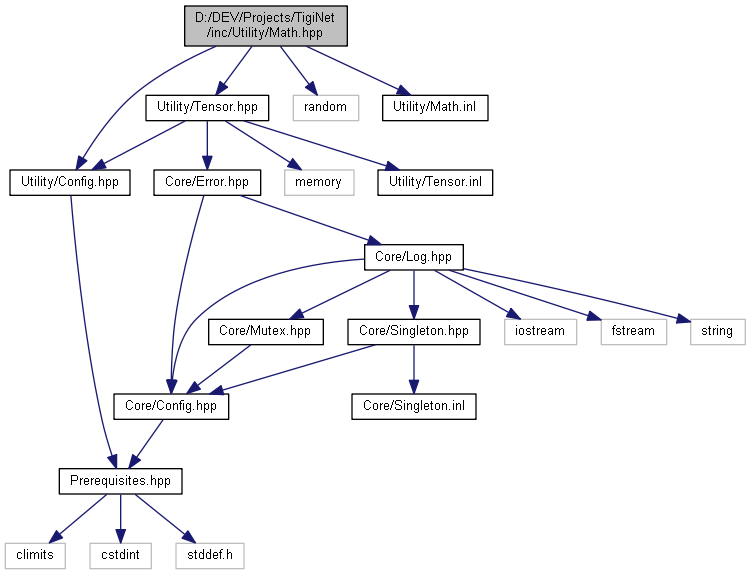 D:/DEV/Projects/TigiNet
/inc/Utility/Math.hpp
Utility/Tensor.hpp
random
Utility/Math.inl
Utility/Config.hpp
Core/Error.hpp
memory
Utility/Tensor.inl
Core/Log.hpp
Core/Mutex.hpp
Core/Singleton.hpp
iostream
fstream
string
Core/Config.hpp
Core/Singleton.inl
Prerequisites.hpp
climits
cstdint
stddef.h